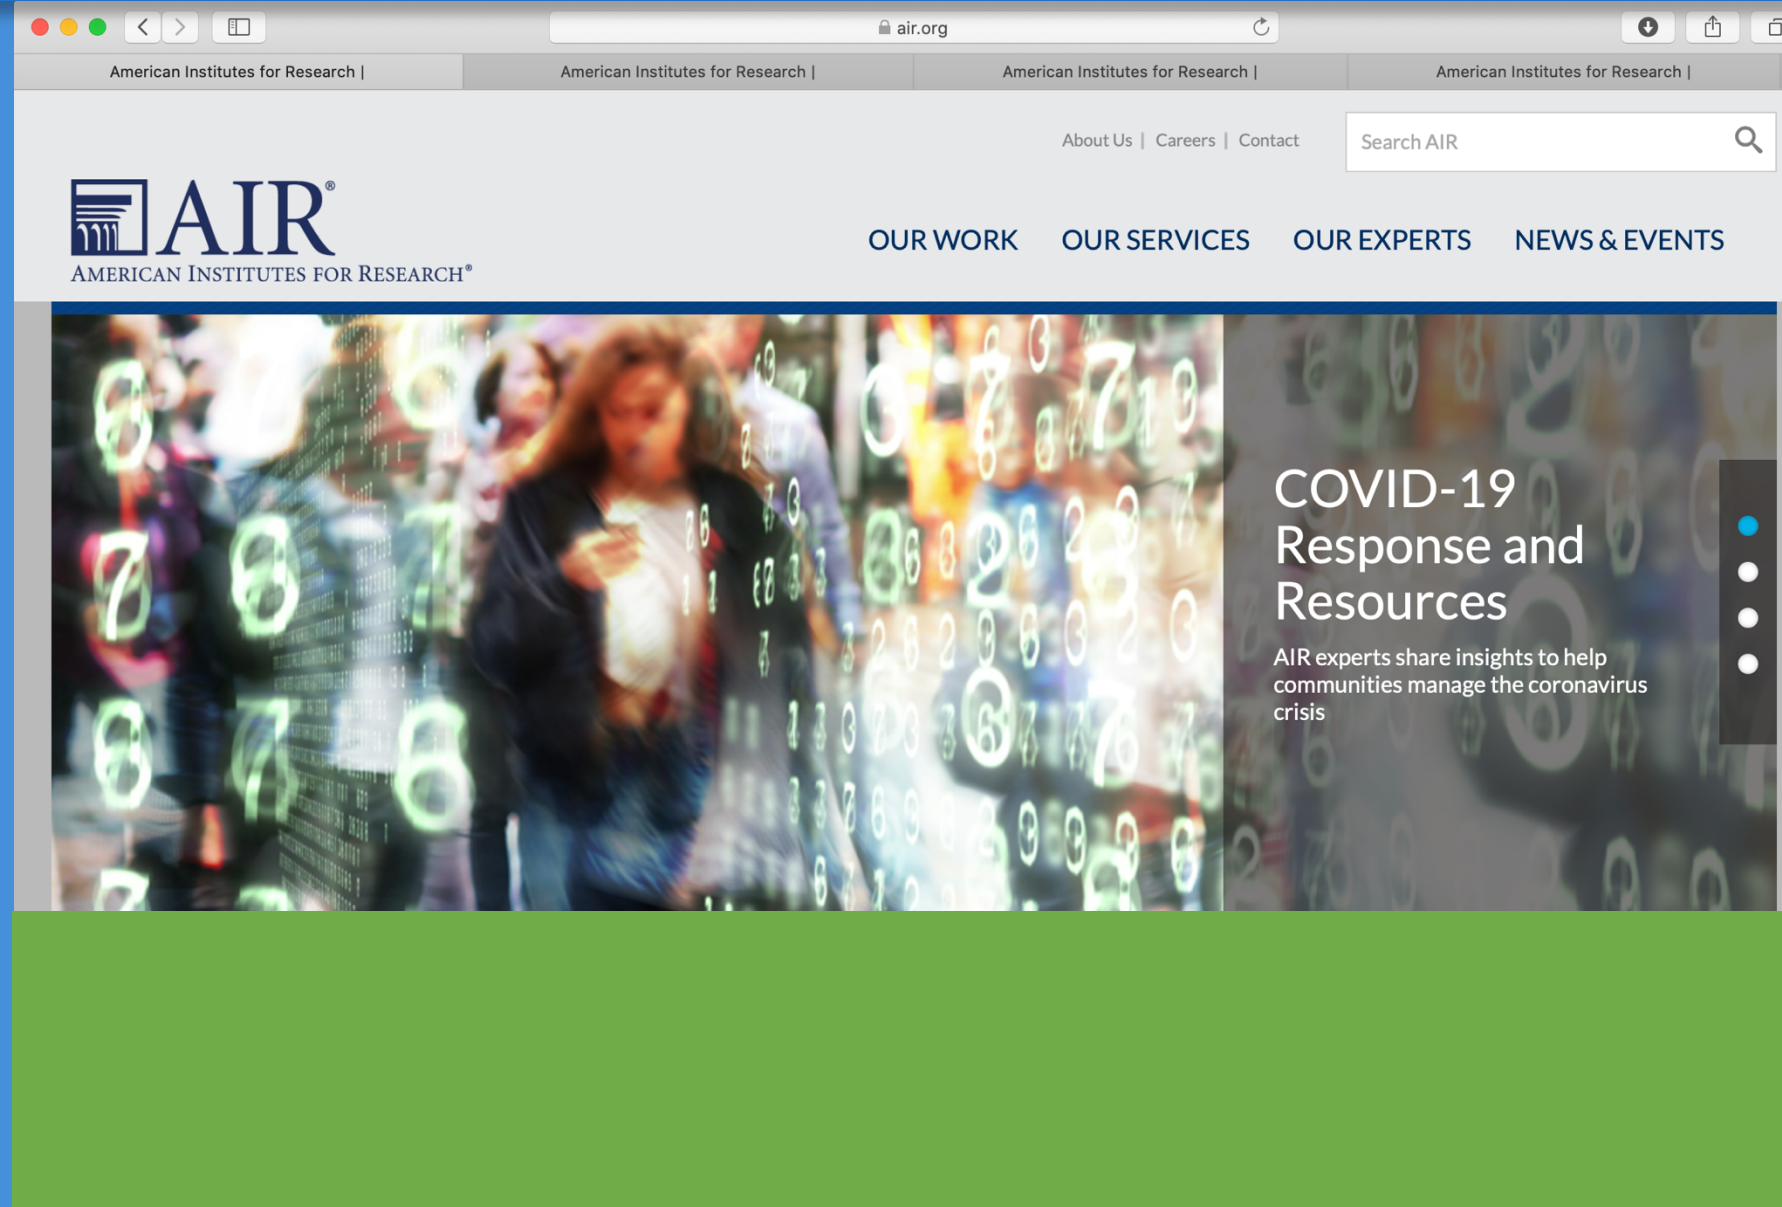 air.org
American Institutes for Research |
American Institutes for Research |
American Institutes for Research |
American Institutes for Research |
About Us | Careers | Contact
Search AIR
AIR®
AMERICAN INSTITUTES FOR RESEARCH®
OUR WORK OUR SERVICES OUR EXPERTS NEWS & EVENTS
COVID-19
Response and
Resources
AIR experts share insights to help
communities manage the coronavirus
crisis